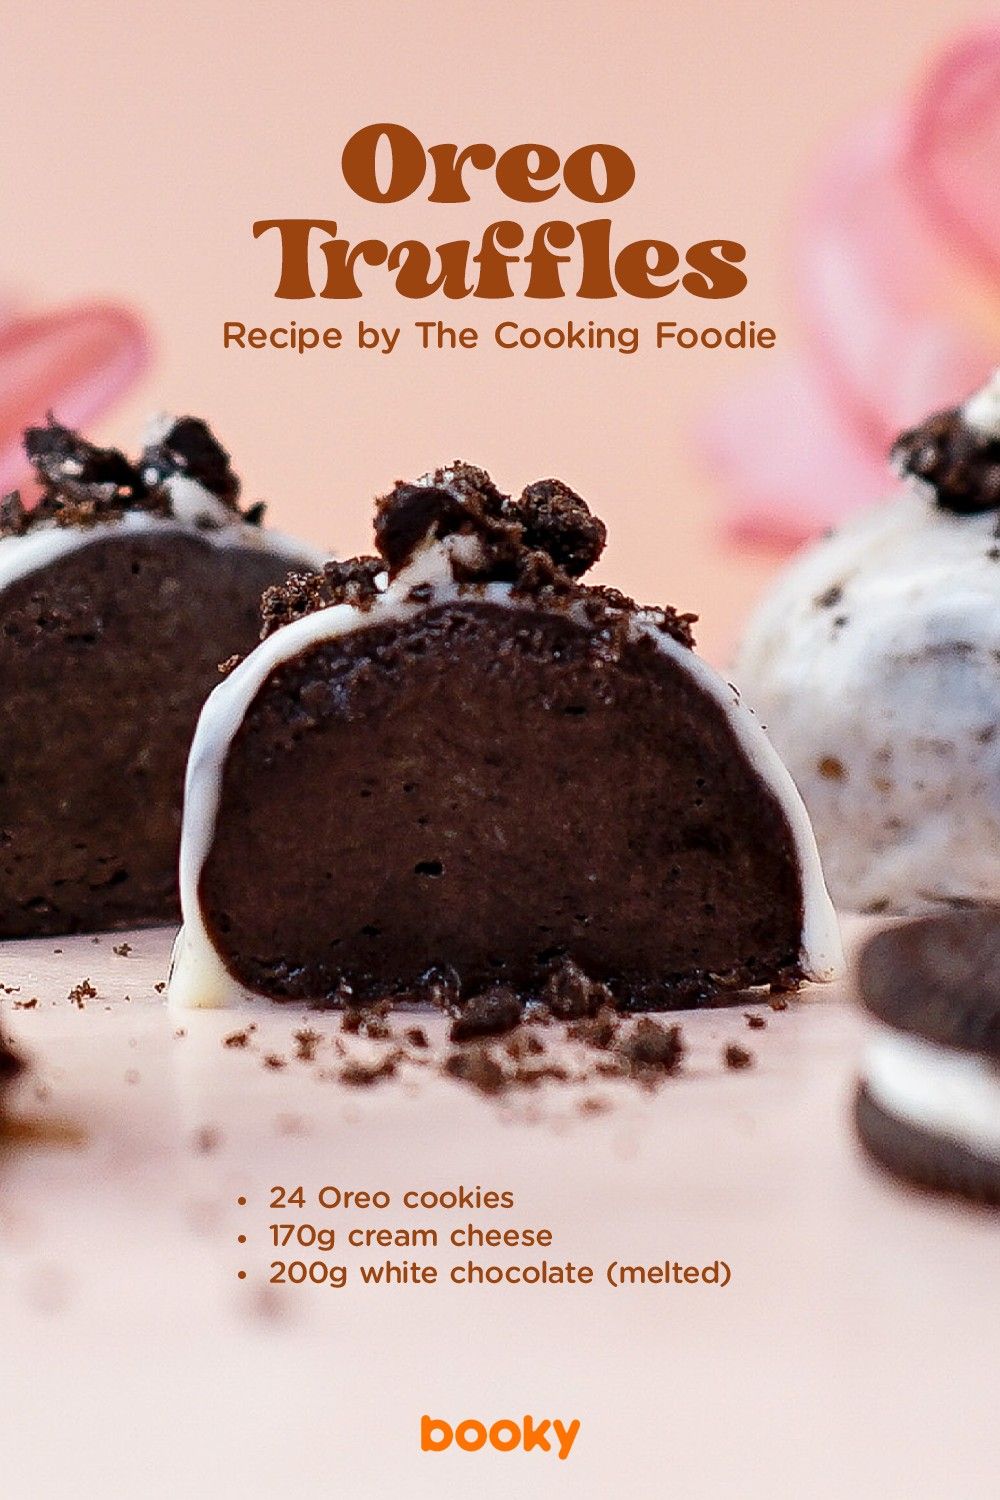 Oreo
Truffles
Recipe by The Cooking Foodie
• 24 Oreo cookies
• 170g cream cheese
• 200g white chocolate (melted)
booky